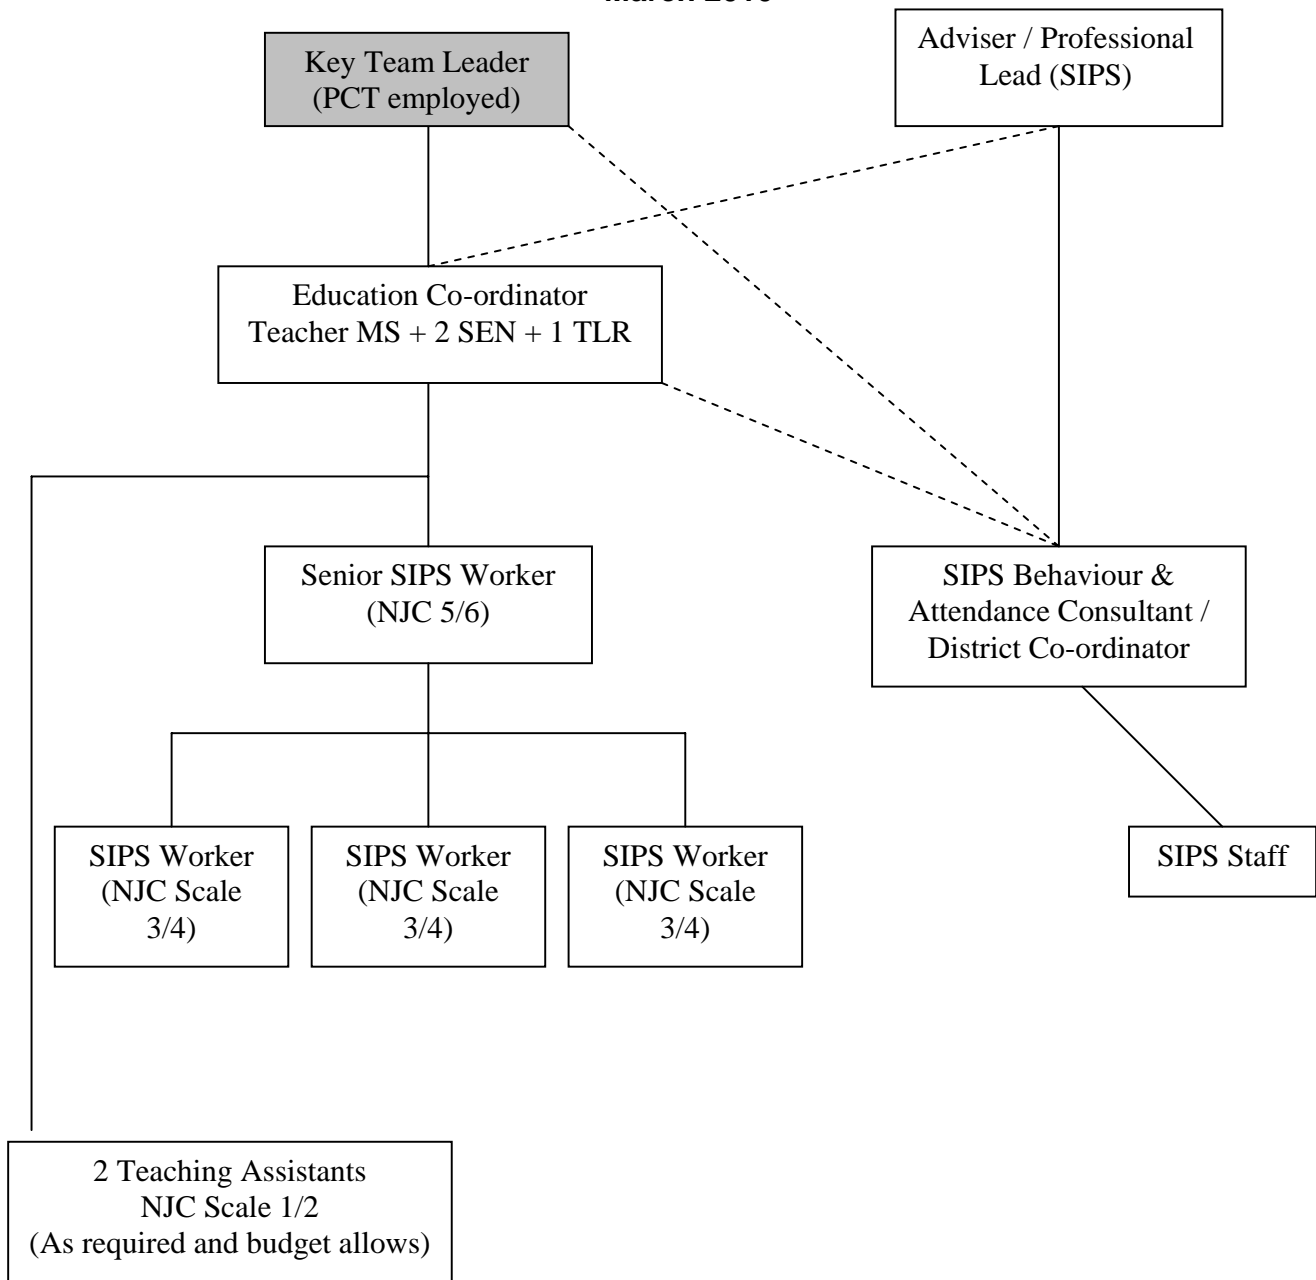 Key Team Leader
(PCT employed)
Adviser / Professional
Lead (SIPS)
Education Co-ordinator
Teacher MS + 2 SEN + 1 TLR
Senior SIPS Worker
(NJC 5/6)
SIPS Behaviour &
Attendance Consultant /
District Co-ordinator
SIPS Worker
(NJC Scale
3/4)
SIPS Worker
(NJC Scale
3/4)
SIPS Worker
(NJC Scale
3/4)
SIPS Staff
2 Teaching Assistants
NJC Scale 1/2
(As required and budget allows)